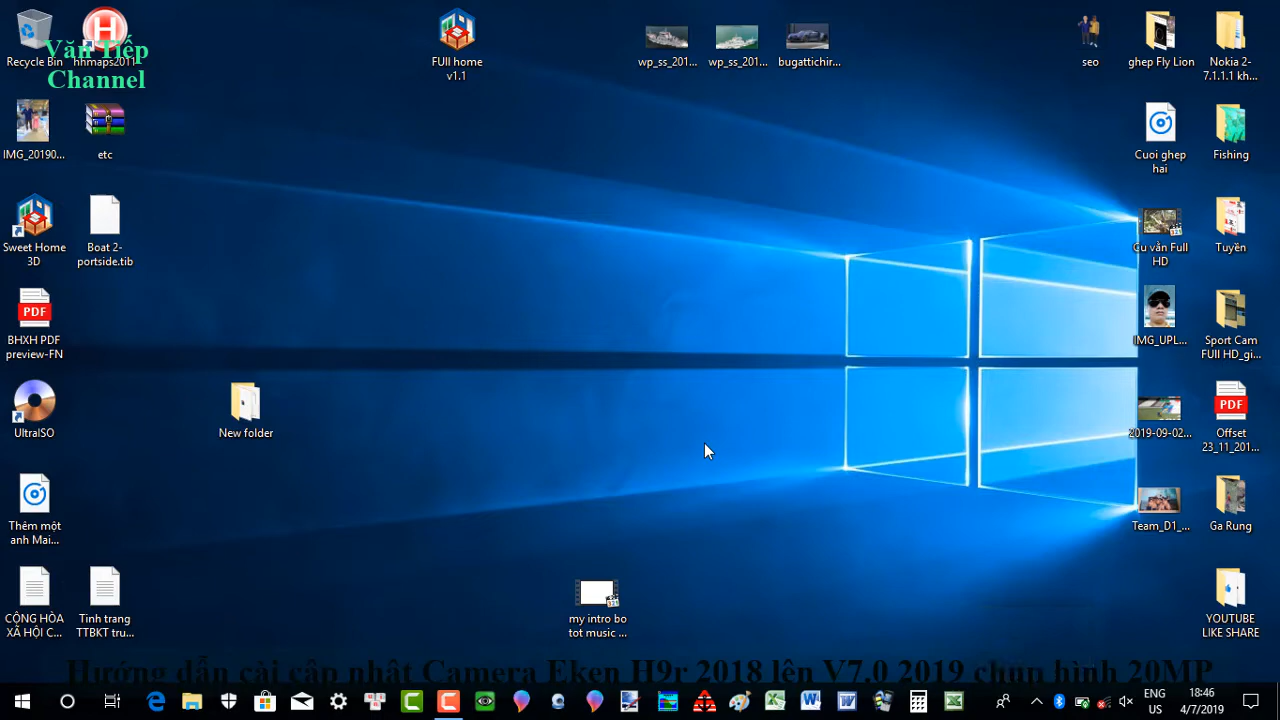 Recycle Bin
hhmaps2011
Văn Tiếp
Channel
FUll home
v1.1
wp_ss_201...
wp_ss_201...
bugattichir...
seo
ghep Fly Lion
Nokia 2-
7.1.1.1 kh...
IMG_20190...
etc
Cuoi ghep
hai
Fishing
Sweet Home
3D
Boat 2-
portside.tib
Cu vằn Full
HD
Tuyền
PDF
BHXH PDF
preview-FN
IMG_UPL...
Sport Cam
FUll HD_gi...
UltraISO
New folder
2019-09-02...
PDF
Offset
23_11_201...
Thêm một
anh Mai...
Team_D1_...
Ga Rung
CỘNG HÒA
XÃ HỘI C...
Tinh trang
TTBKT tru...
my intro bo
tot music ...
YOUTUBE
LIKE SHARE
Hướng dẫn cài cập nhật Camera Eken H9r 2018 lên V7.0 2019 chụp hình 20MP
ENG
US
18:46
4/7/2019